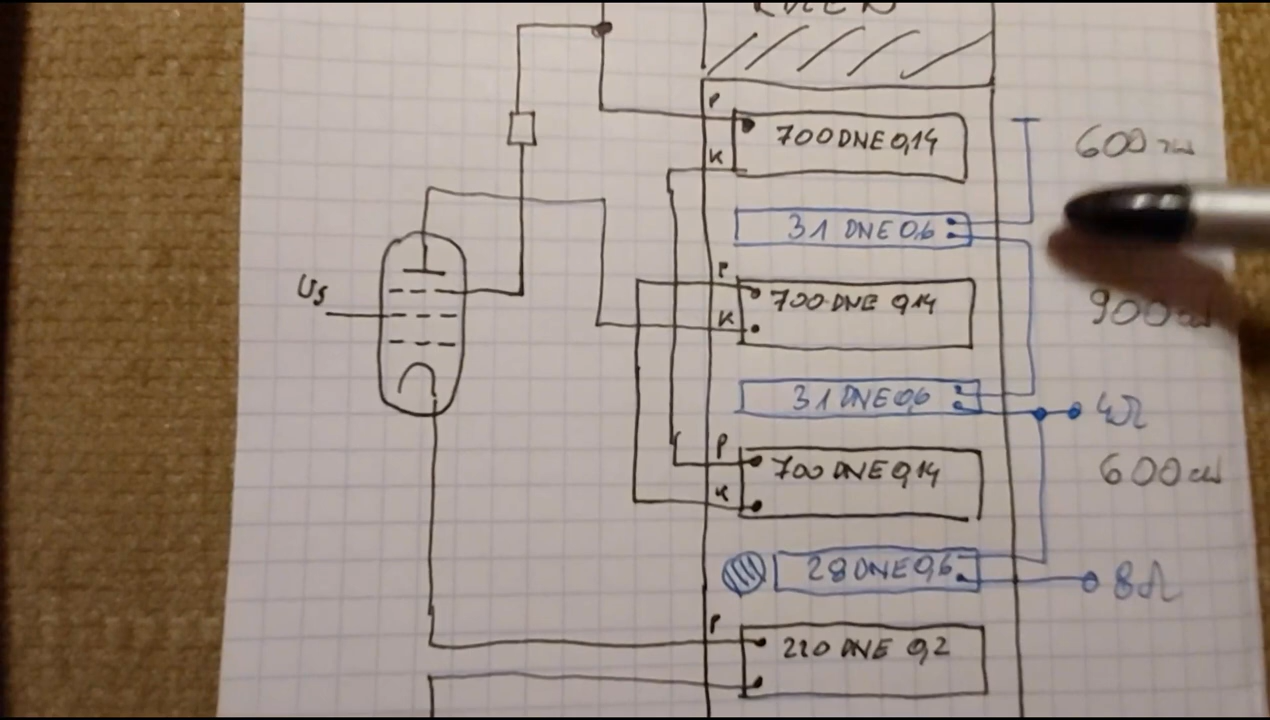 P
700 DNE 0,14
600 zw
K
31 DNE 0,6
Us
P
700 DNE 0,14
900
K
31 DNE 0,6
4Ω
P
700 DNE 0,14
600
K
28 DNE 0,6
8Ω
P
220 DNE 0,2